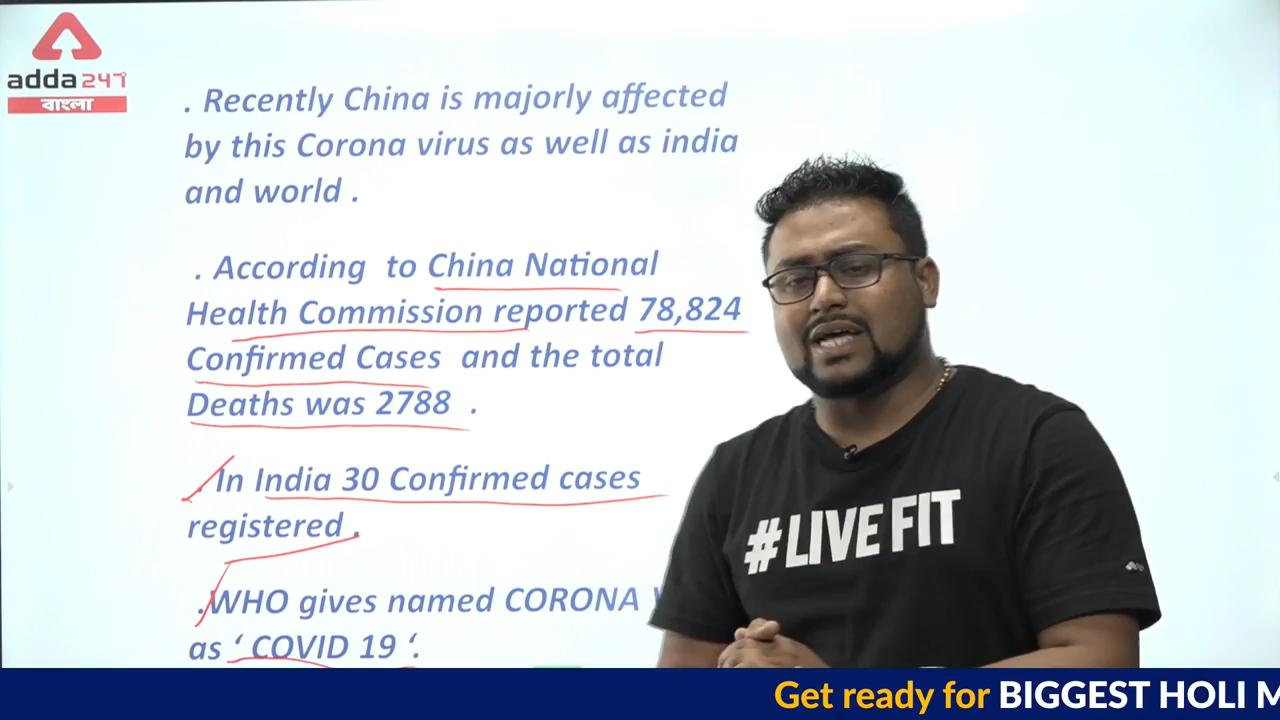 adda247
বাংলা
. Recently China is majorly affected
by this Corona virus as well as india
and world .
. According to China National
Health Commission reported 78,824
Confirmed Cases and the total
Deaths was 2788 .
. In India 30 Confirmed cases
registered .
.WHO gives named CORONA
as ‘ COVID 19 ‘.
#LIVE FIT
Get ready for BIGGEST HOLI